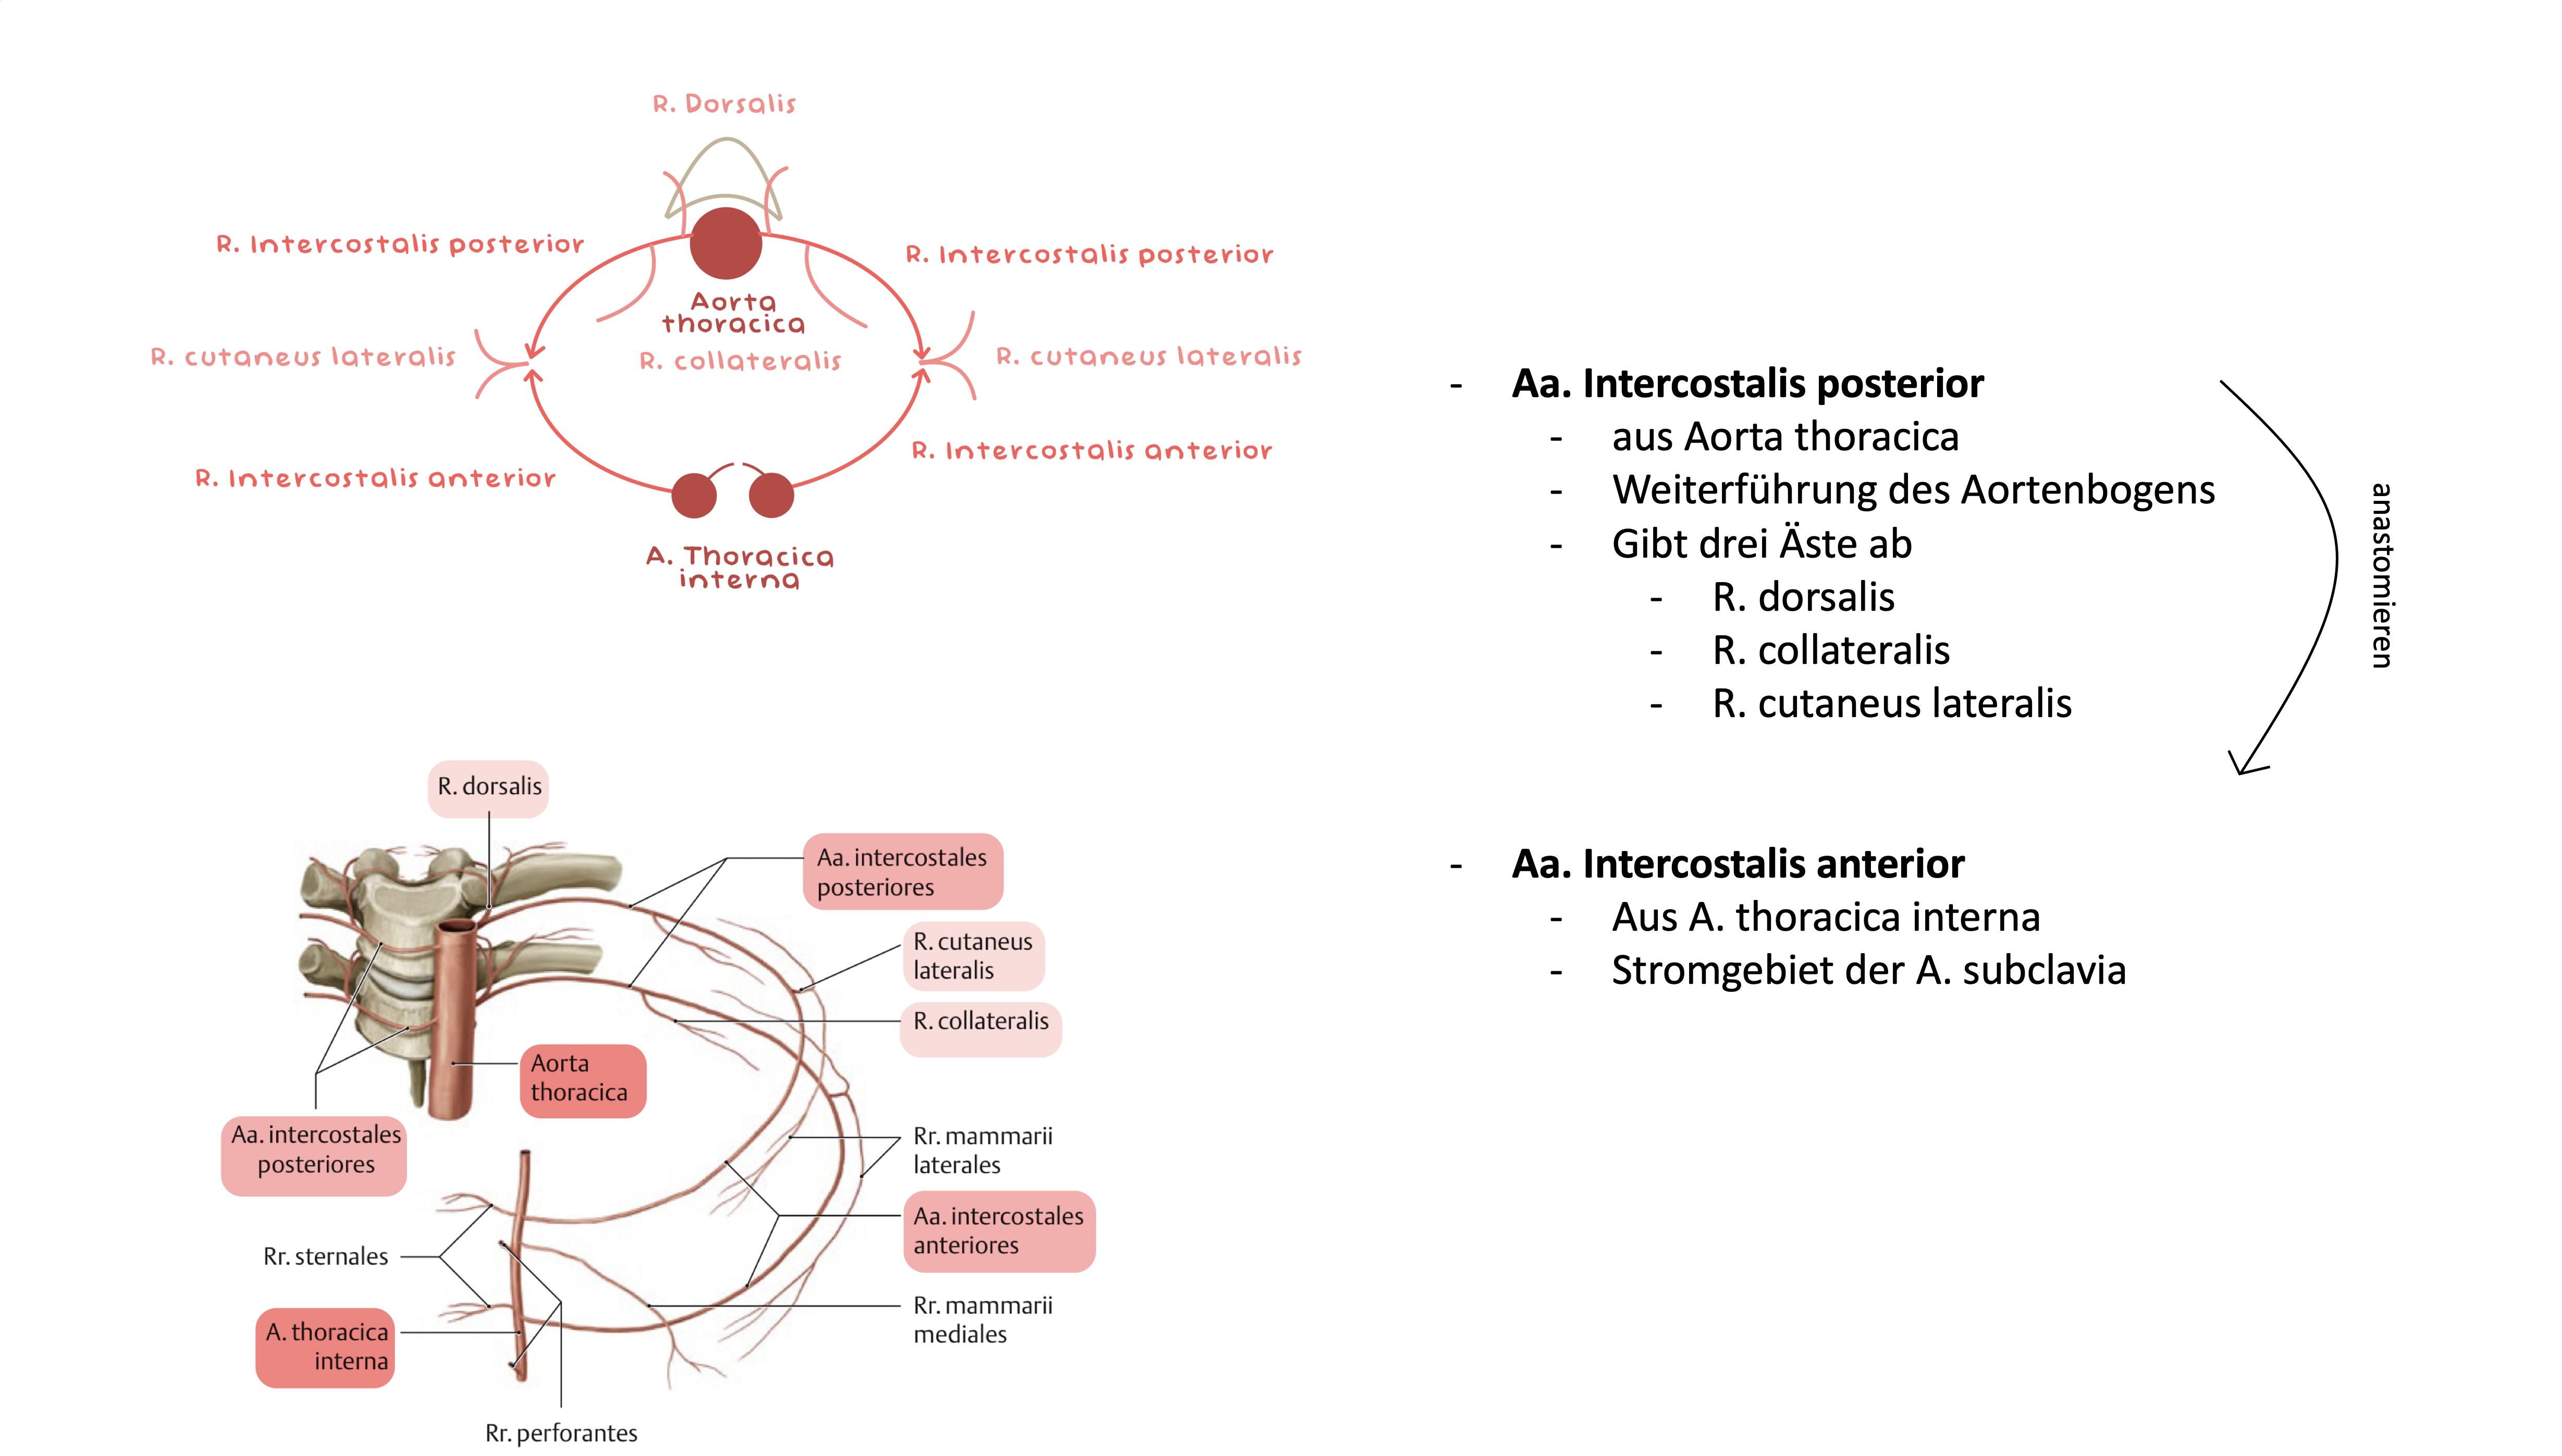 R. Dorsalis
R. Intercostalis posterior
R. Intercostalis posterior
Aorta
thoracica
R. cutaneus lateralis
R. collateralis
R. cutaneus lateralis
R. Intercostalis anterior
R. Intercostalis anterior
A. Thoracica
interna
R. dorsalis
Aa. intercostales
posteriores
R. cutaneus
lateralis
R. collateralis
Aorta
thoracica
Aa. intercostales
posteriores
Rr. mammarii
laterales
Aa. intercostales
anteriores
Rr. sternales
Rr. mammarii
mediales
A. thoracica
interna
Rr. perforantes
- Aa. Intercostalis posterior
- aus Aorta thoracica
- Weiterführung des Aortenbogens
- Gibt drei Äste ab
- R. dorsalis
- R. collateralis
- R. cutaneus lateralis
anastomieren
- Aa. Intercostalis anterior
- Aus A. thoracica interna
- Stromgebiet der A. subclavia